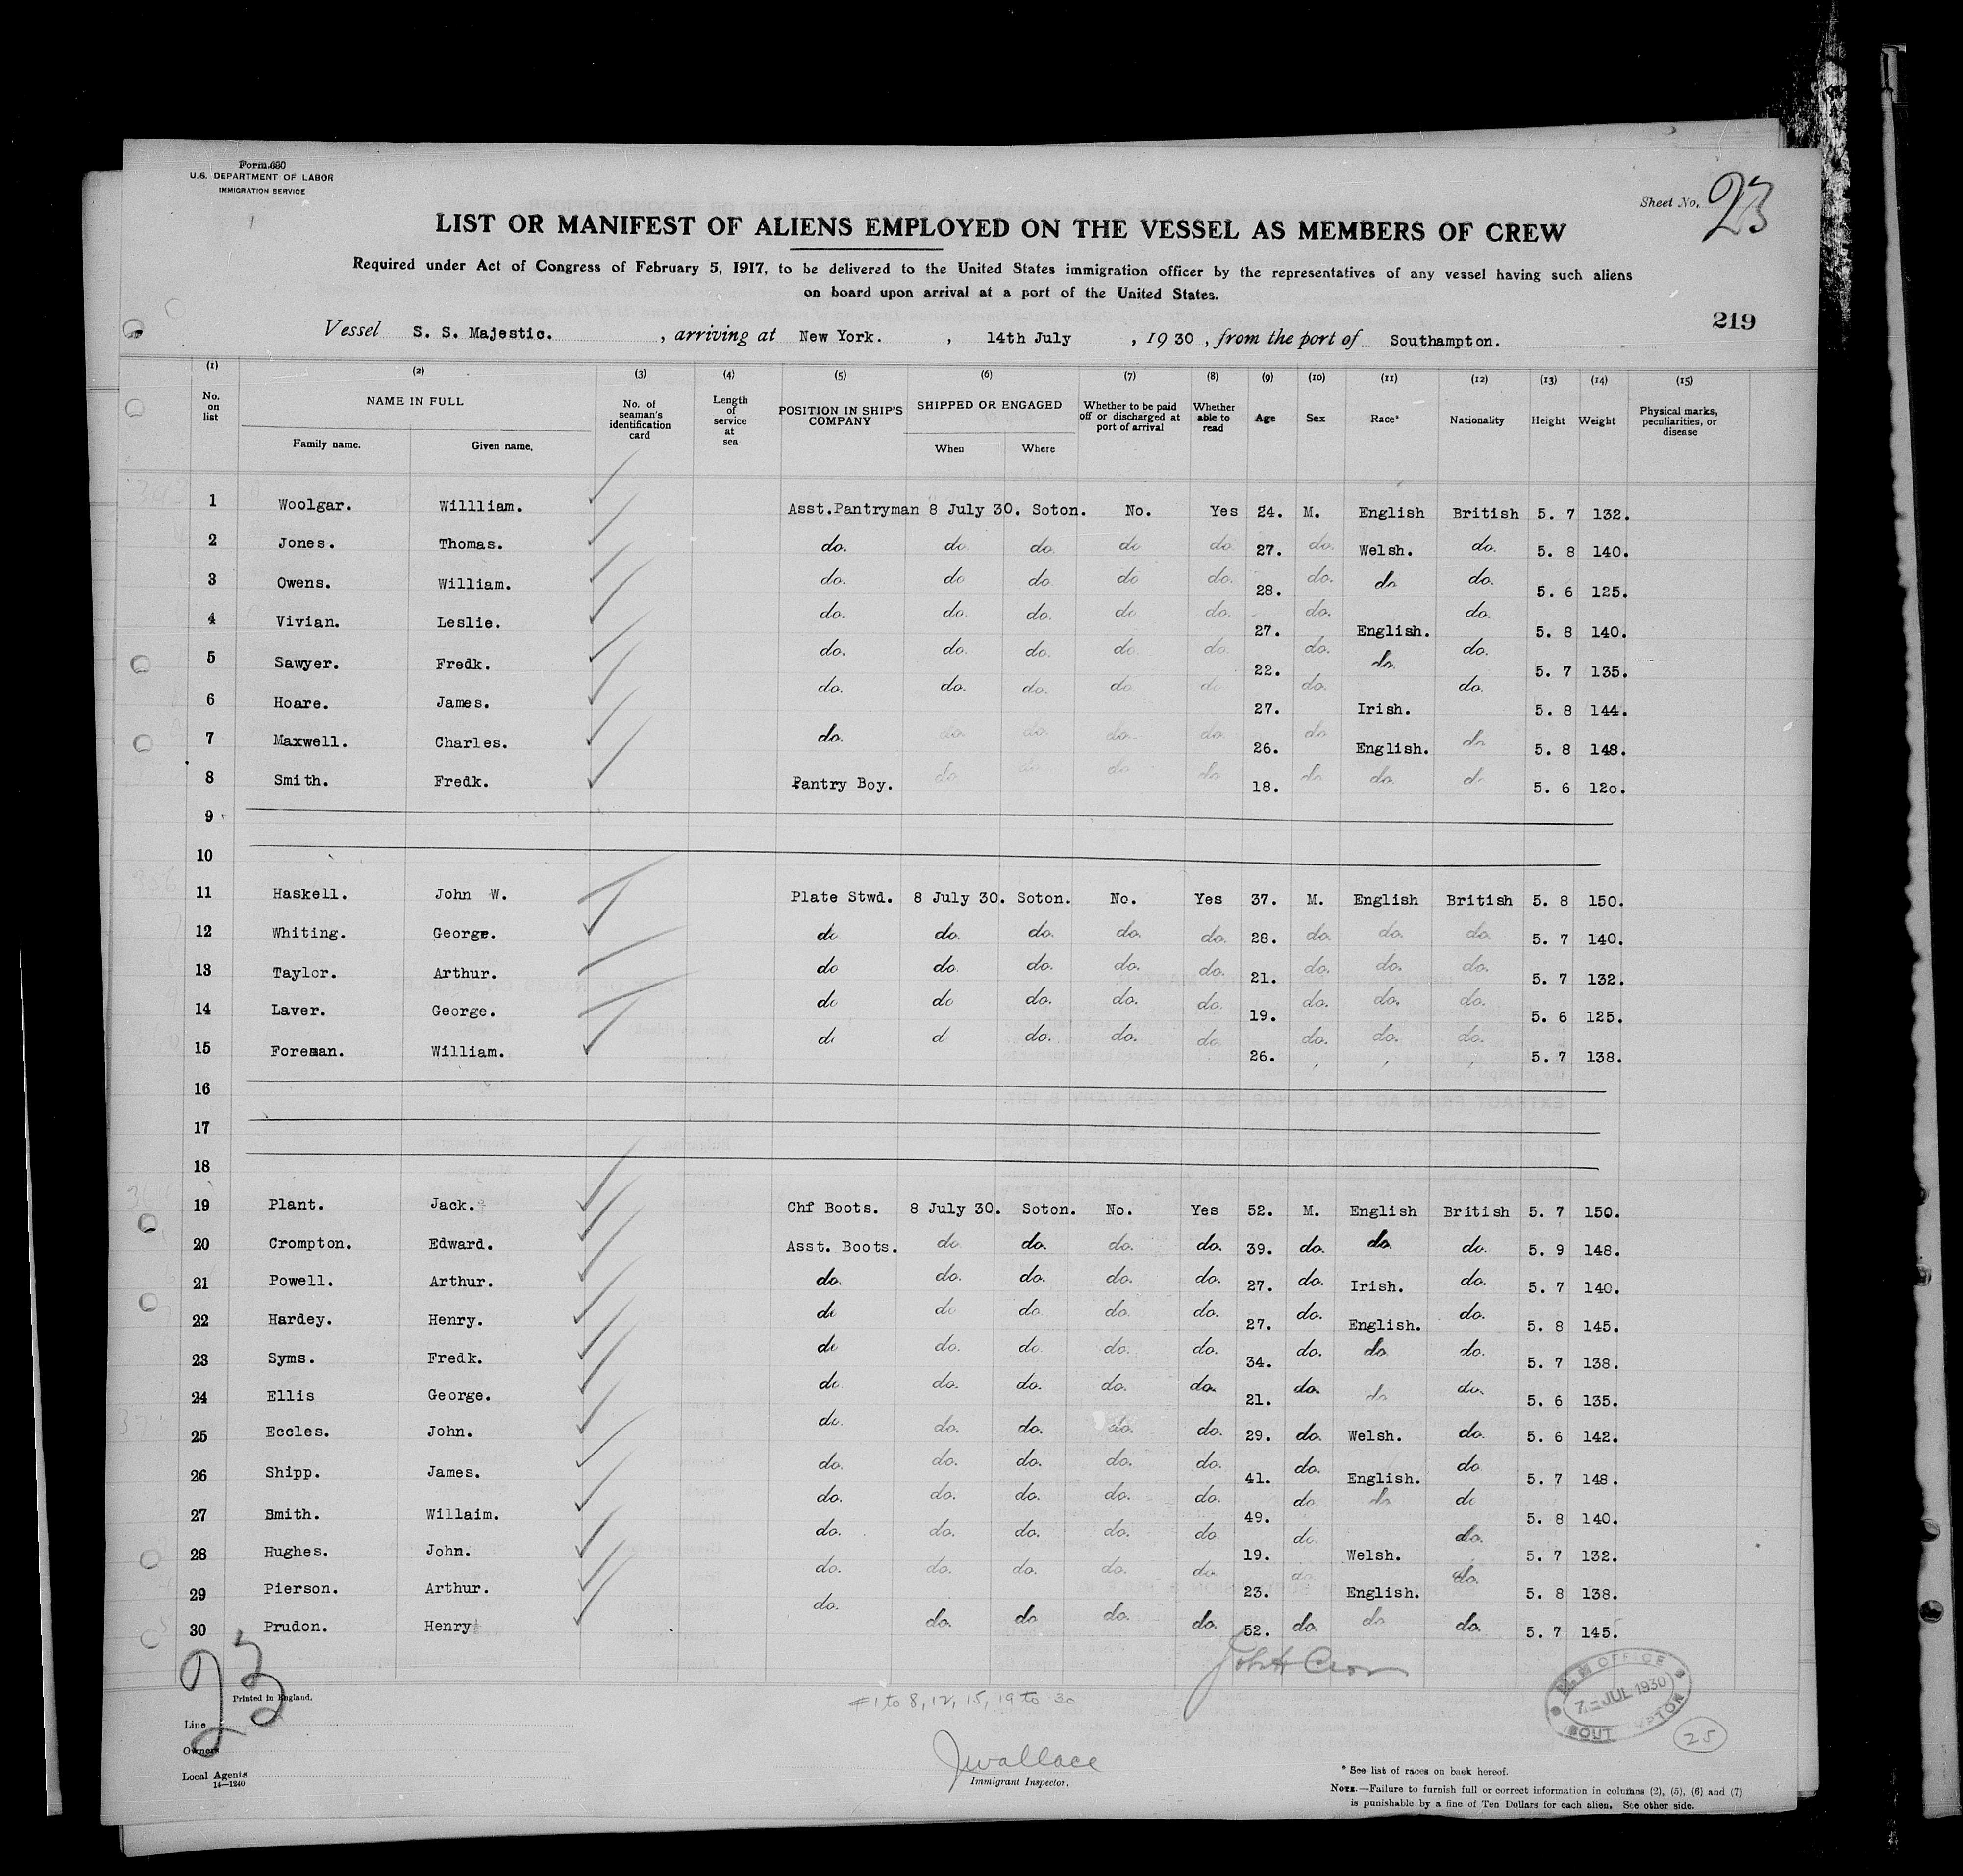 Form 680
U.S. DEPARTMENT OF LABOR
IMMIGRATION SERVICE
Sheet No. 23
LIST OR MANIFEST OF ALIENS EMPLOYED ON THE VESSEL AS MEMBERS OF CREW
Required under Act of Congress of February 5, 1917, to be delivered to the United States immigration officer by the representatives of any vessel having such aliens
on board upon arrival at a port of the United States.
219
Vessel S. S. Majestic. , arriving at New York. , 14th July , 1930 , from the port of Southampton.
(1) (2) (3) (4) (5) (6) (7) (8) (9) (10) (11) (12) (13) (14) (15)
No. on list NAME IN FULL Family name. Given name. No. of seaman's identification card Length of service at sea POSITION IN SHIP'S COMPANY SHIPPED OR ENGAGED When Where Whether to be paid off or discharged at port of arrival Whether able to read Age Sex Race* Nationality Height Weight Physical marks, peculiarities, or disease
1 Woolgar. Willliam. Asst.Pantryman 8 July 30. Soton. No. Yes 24. M. English British 5. 7 132.
2 Jones. Thomas. do. do. do. do do. 27. do. Welsh. do. 5. 8 140.
3 Owens. William. do. do do do do. 28. do. do do. 5. 6 125.
4 Vivian. Leslie. do. do. do. do do. 27. do. English. do. 5. 8 140.
5 Sawyer. Fredk. do. do. do. do do. 22. do. do. do. 5. 7 135.
6 Hoare. James. do. do. do. do do 27. do. Irish. do. 5. 8 144.
7 Maxwell. Charles. do. do do do. do. 26. do English. do 5. 8 148.
8 Smith. Fredk. Pantry Boy. do do do do 18. do do. do 5. 6 120.
9
10
11 Haskell. John W. Plate Stwd. 8 July 30. Soton. No. Yes 37. M. English British 5. 8 150.
12 Whiting. George. do do. do. do. do. 28. do. do. do. 5. 7 140.
13 Taylor. Arthur. do do. do. do. do. 21. do. do. do. 5. 7 132.
14 Laver. George. do do do. do. do. 19. do. do. do. 5. 6 125.
15 Foreman. William. d d do. do. do 26. do. do. do. 5. 7 138.
16
17
18
19 Plant. Jack. Chf Boots. 8 July 30. Soton. No. Yes 52. M. English British 5. 7 150.
20 Crompton. Edward. Asst. Boots. do. do. do. do. 39. do. do do. 5. 9 148.
21 Powell. Arthur. do. do. do. do. do. 27. do. Irish. do. 5. 7 140.
22 Hardey. Henry. do do do. do. do. 27. do. English. do. 5. 8 145.
23 Syms. Fredk. do do. do. do. do. 34. do. do do. 5. 7 138.
24 Ellis George. do do. do. do. do. 21. do. do do. 5. 6 135.
25 Eccles. John. do. do. do. do. do. 29. do. Welsh. do. 5. 6 142.
26 Shipp. James. do. do. do. do. do. 41. do. English. do 5. 7 148.
27 Smith. Willaim. do. do. do. do. do. 49. do. do do 5. 8 140.
28 Hughes. John. do. do. do. do. do 19. do. Welsh. do. 5. 7 132.
29 Pierson. Arthur. do. do. do. do. do. 23. do. English. do. 5. 8 138.
30 Prudon. Henry do. do. do do. do. 52. do. do do. 5. 7 145.
23
Printed in England.
#1 to 8, 12, 15, 19 to 30
OFFICE
7 JUL 1930
25
Line
Owners
Local Agents
14—1240
JWallace
Immigrant Inspector.
* See list of races on back hereof.
NOTE.—Failure to furnish full or correct information in columns (2), (5), (6) and (7)
is punishable by a fine of Ten Dollars for each alien. See other side.